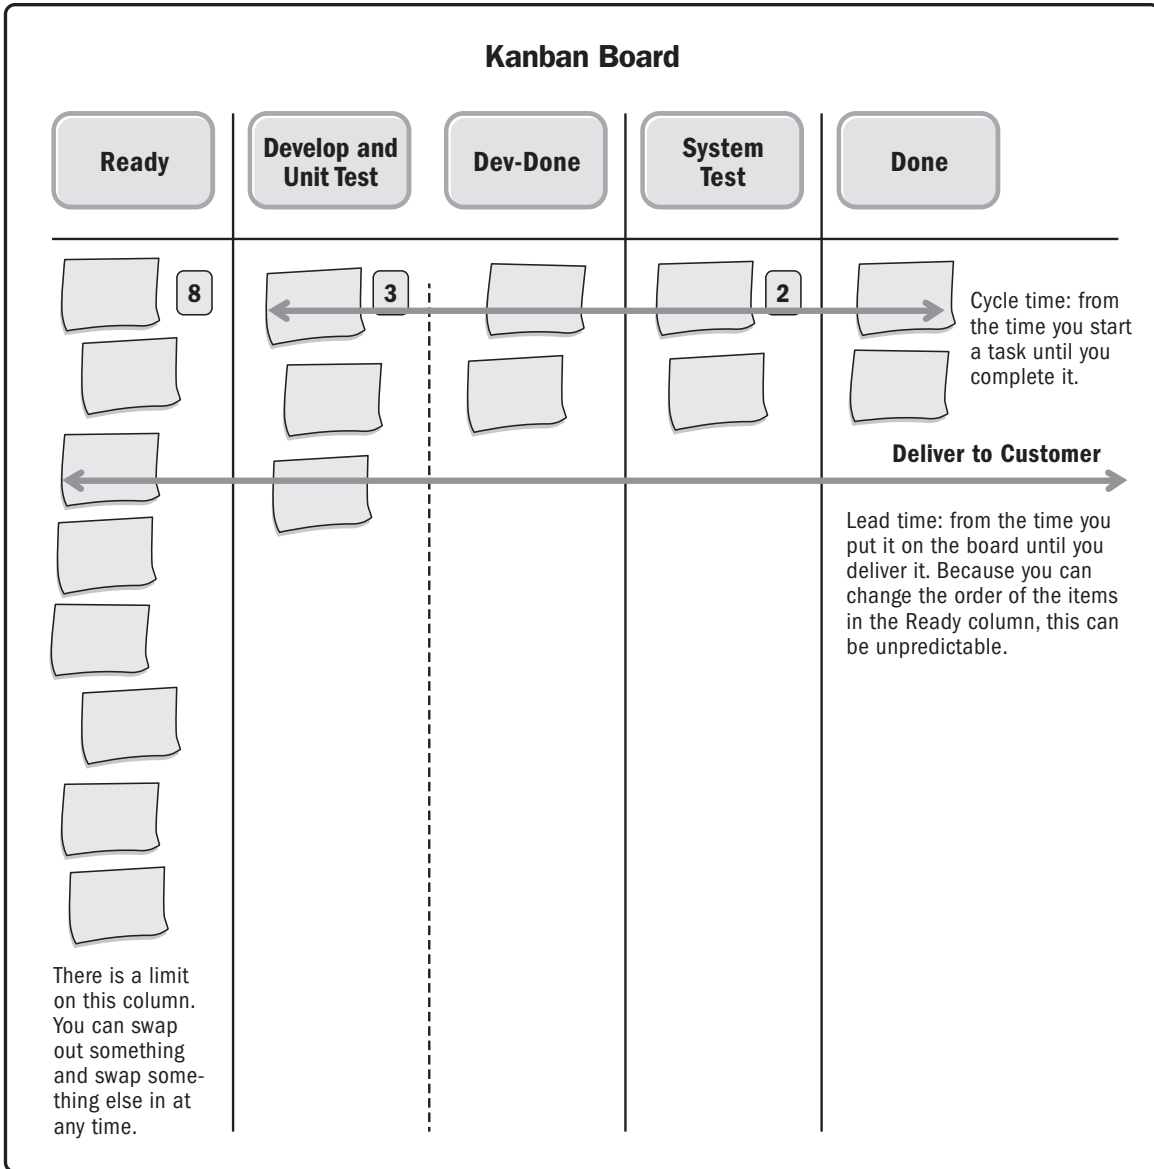 Kanban Board
Ready
Develop and
Unit Test
Dev-Done
System
Test
Done
8
3
2
Cycle time: from
the time you start
a task until you
complete it.
Deliver to Customer
Lead time: from the time you
put it on the board until you
deliver it. Because you can
change the order of the items
in the Ready column, this can
be unpredictable.
There is a limit
on this column.
You can swap
out something
and swap some-
thing else in at
any time.